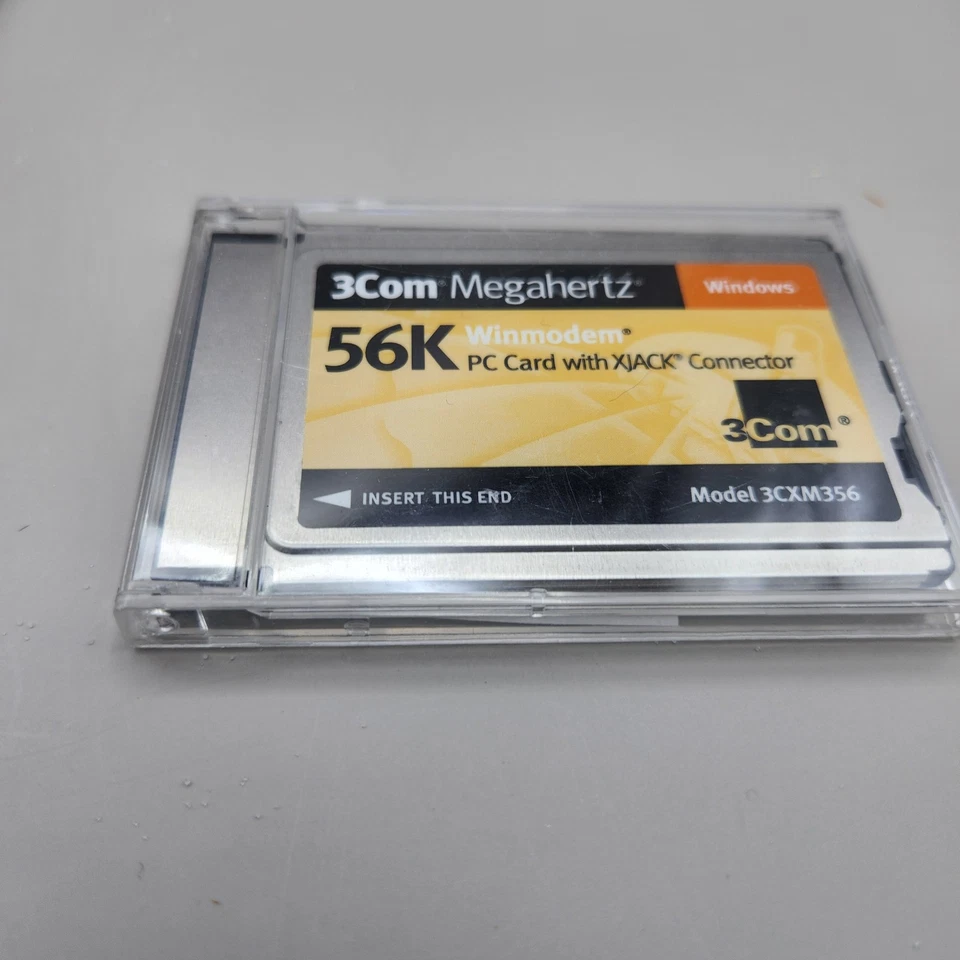 3Com® Megahertz® Windows
56K Winmodem®
PC Card with XJACK® Connector
3Com®
INSERT THIS END Model 3CXM356